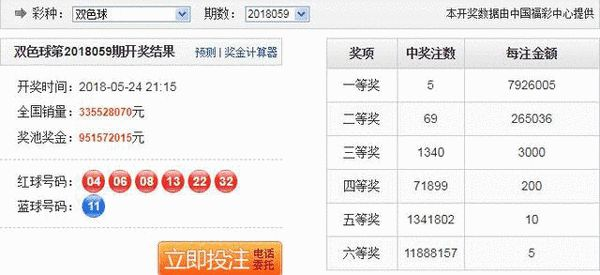 彩种： 双色球 期数： 2018059 本开奖数据由中国福彩中心提供
双色球第2018059期开奖结果 预测 | 奖金计算器
开奖时间：2018-05-24 21:15
全国销量：335528070元
奖池奖金：951572015元
红球号码：04 06 08 13 22 32
蓝球号码：11
立即投注 电话委托
奖项 中奖注数 每注金额
一等奖 5 7926005
二等奖 69 265036
三等奖 1340 3000
四等奖 71899 200
五等奖 1341802 10
六等奖 11888157 5